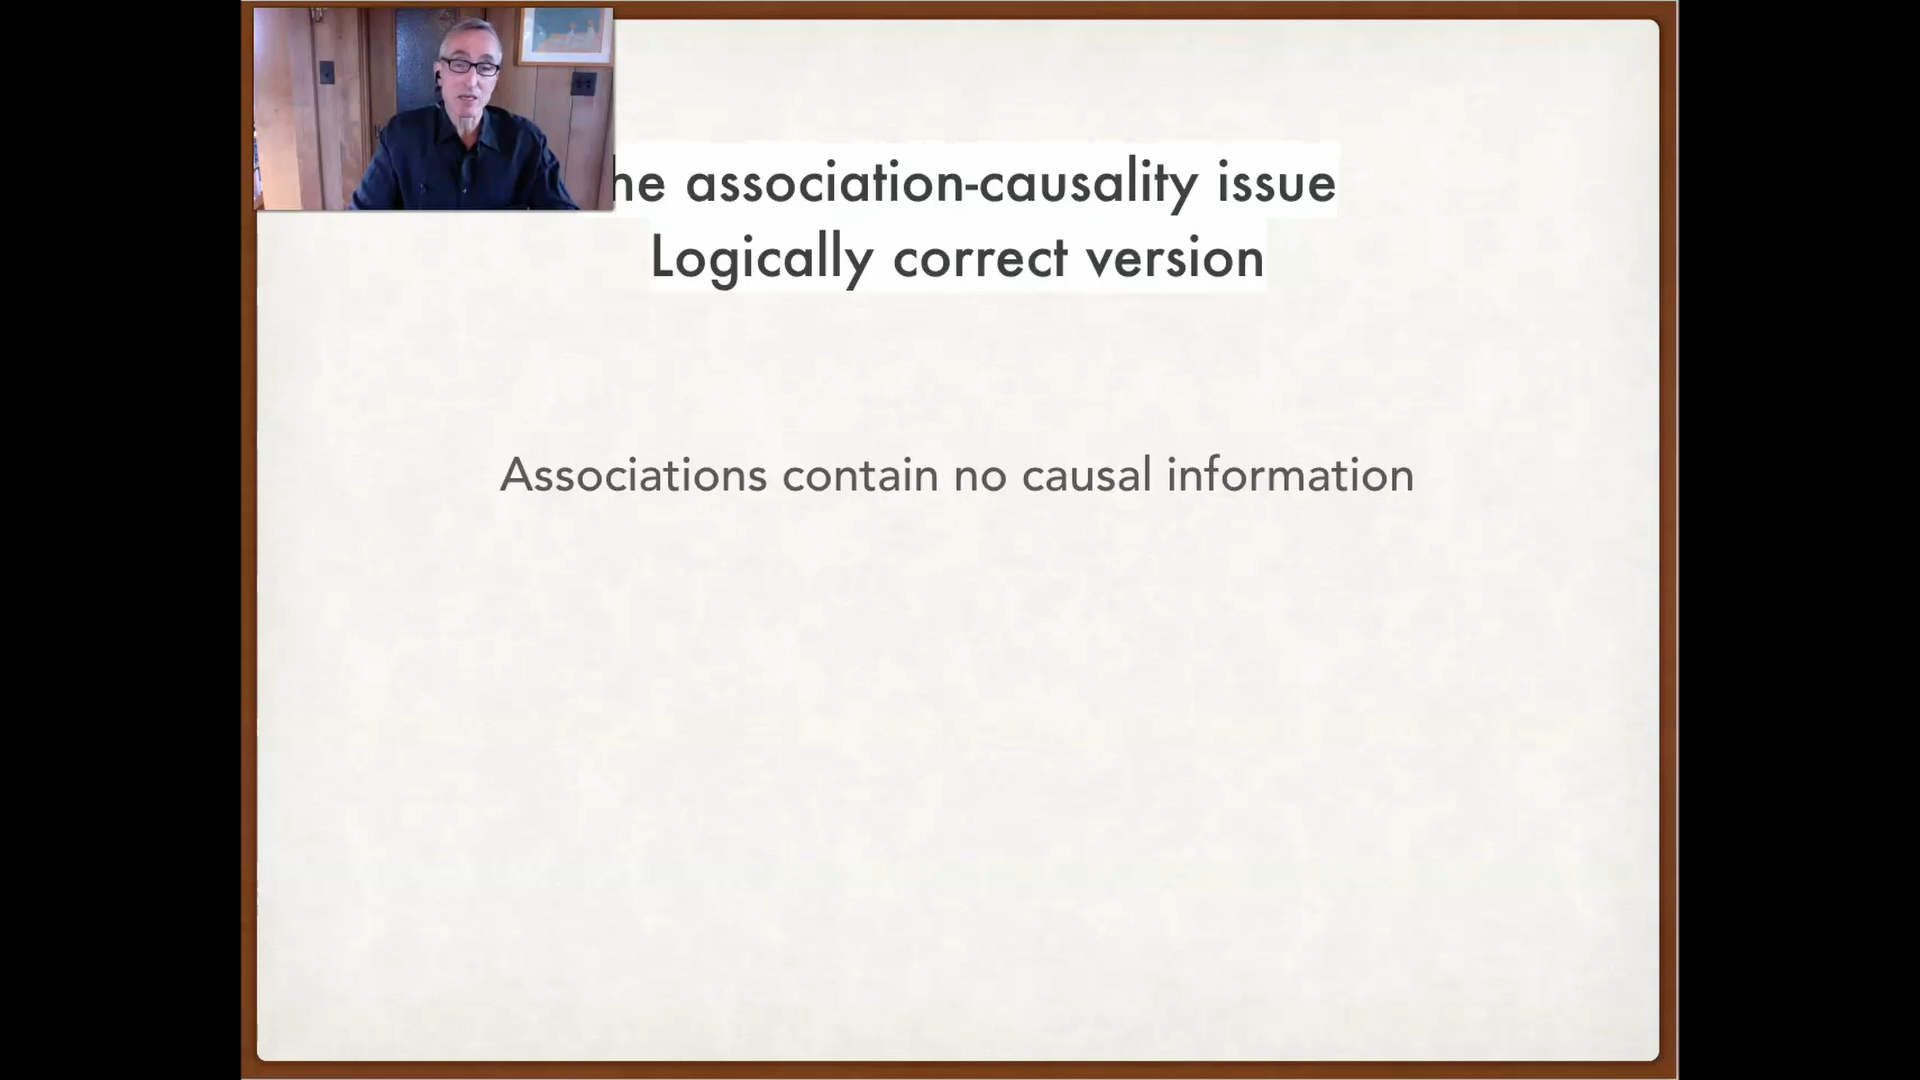 he association-causality issue
Logically correct version
Associations contain no causal information